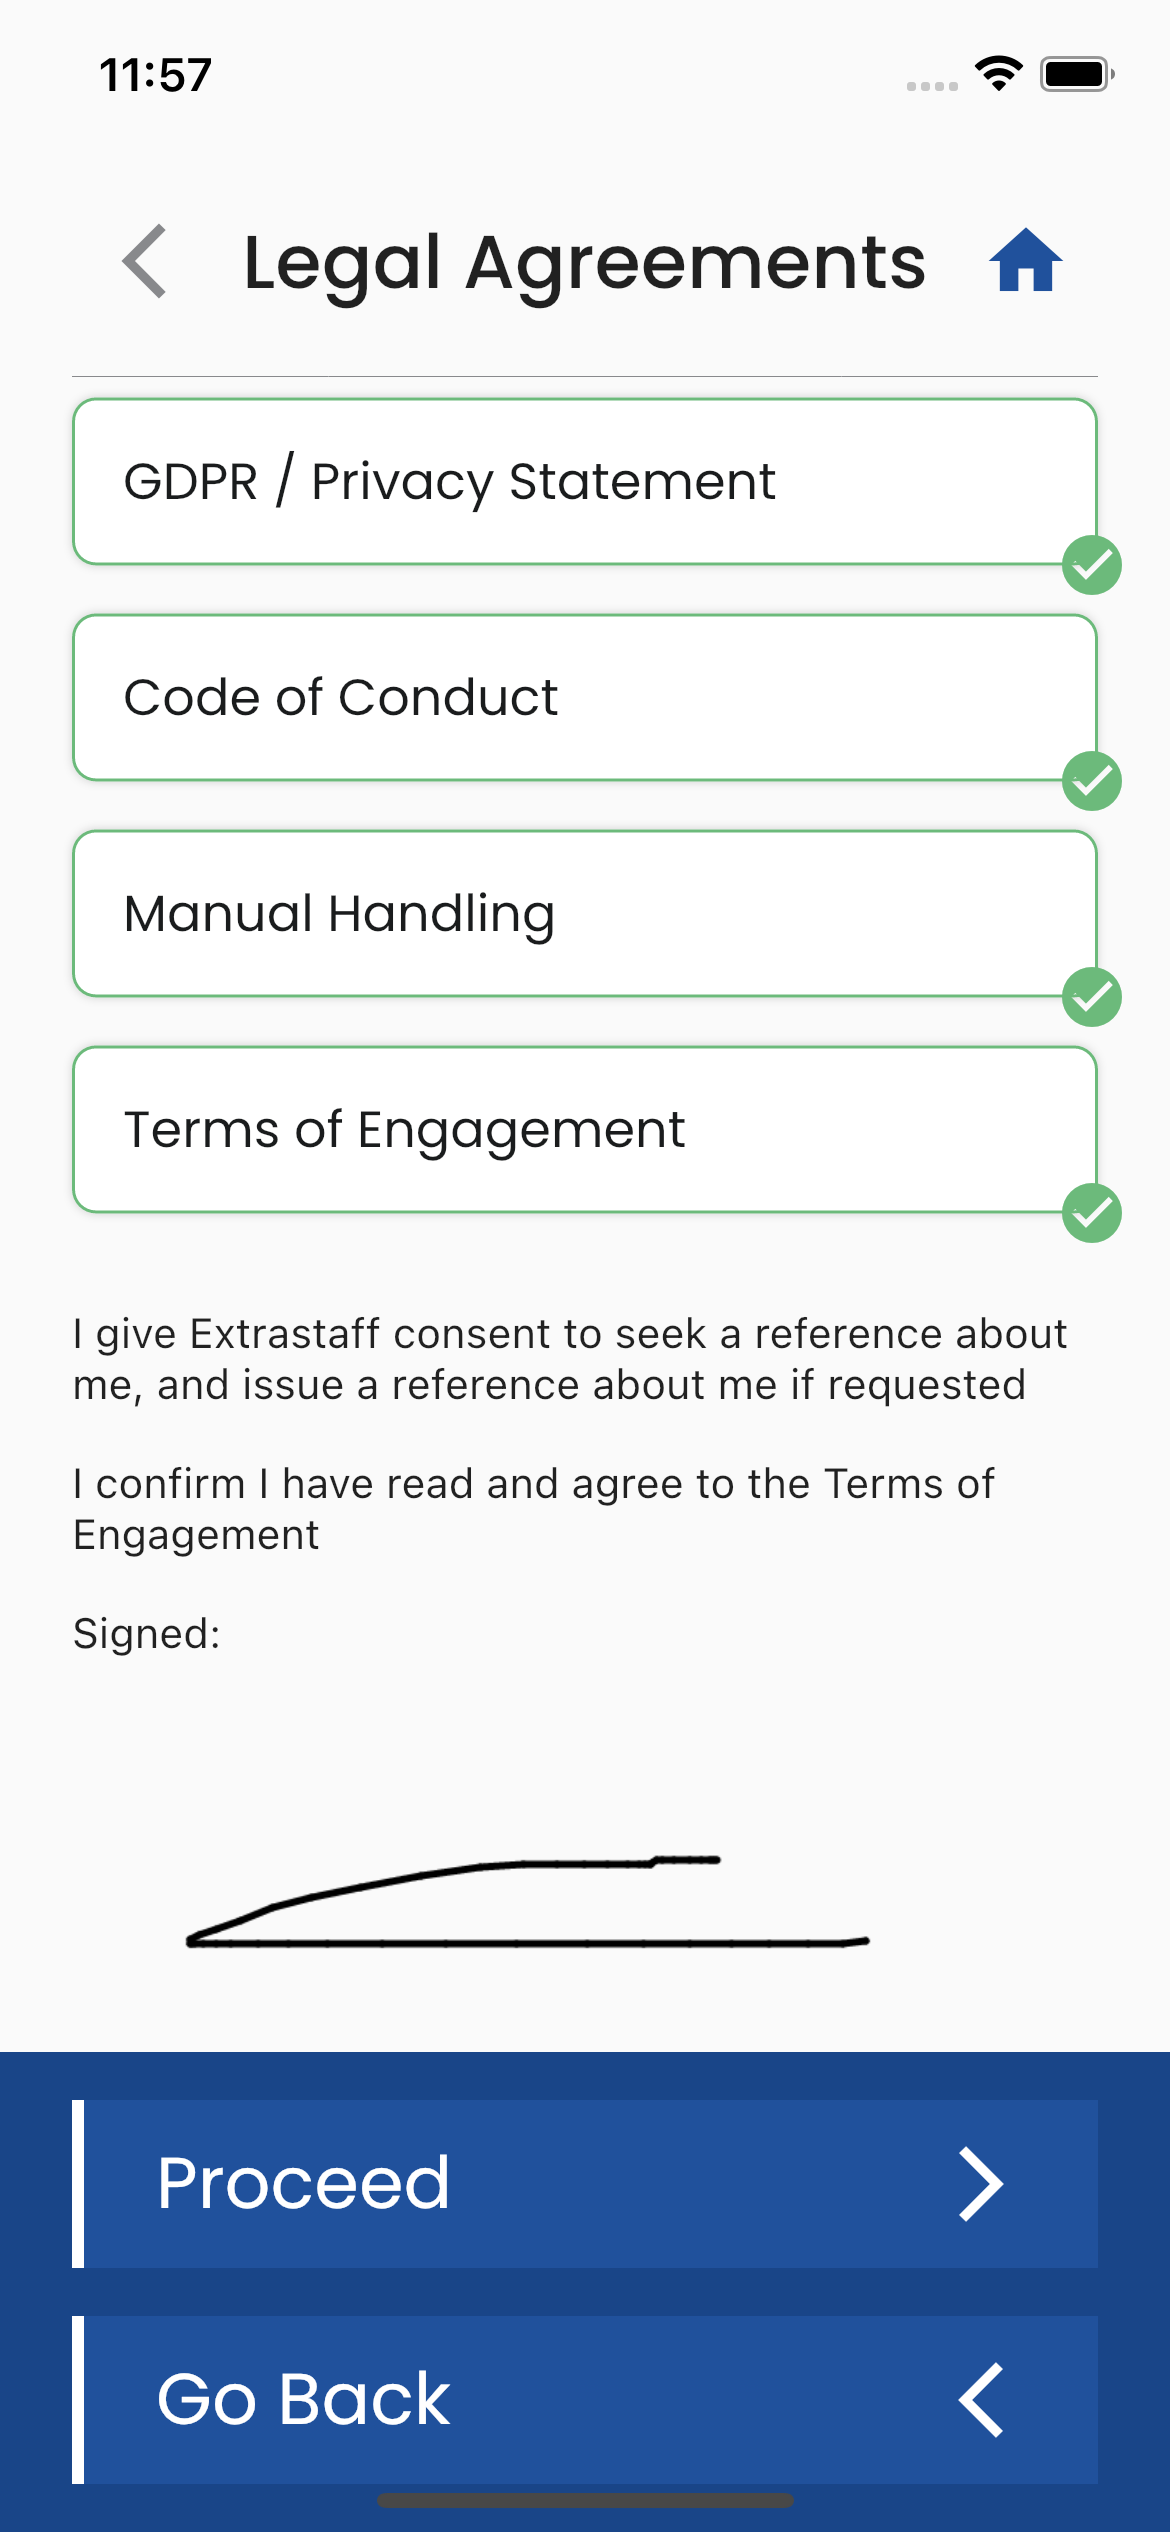 11:57
Legal Agreements
GDPR / Privacy Statement
Code of Conduct
Manual Handling
Terms of Engagement
I give Extrastaff consent to seek a reference about
me, and issue a reference about me if requested
I confirm I have read and agree to the Terms of
Engagement
Signed:
Proceed
Go Back